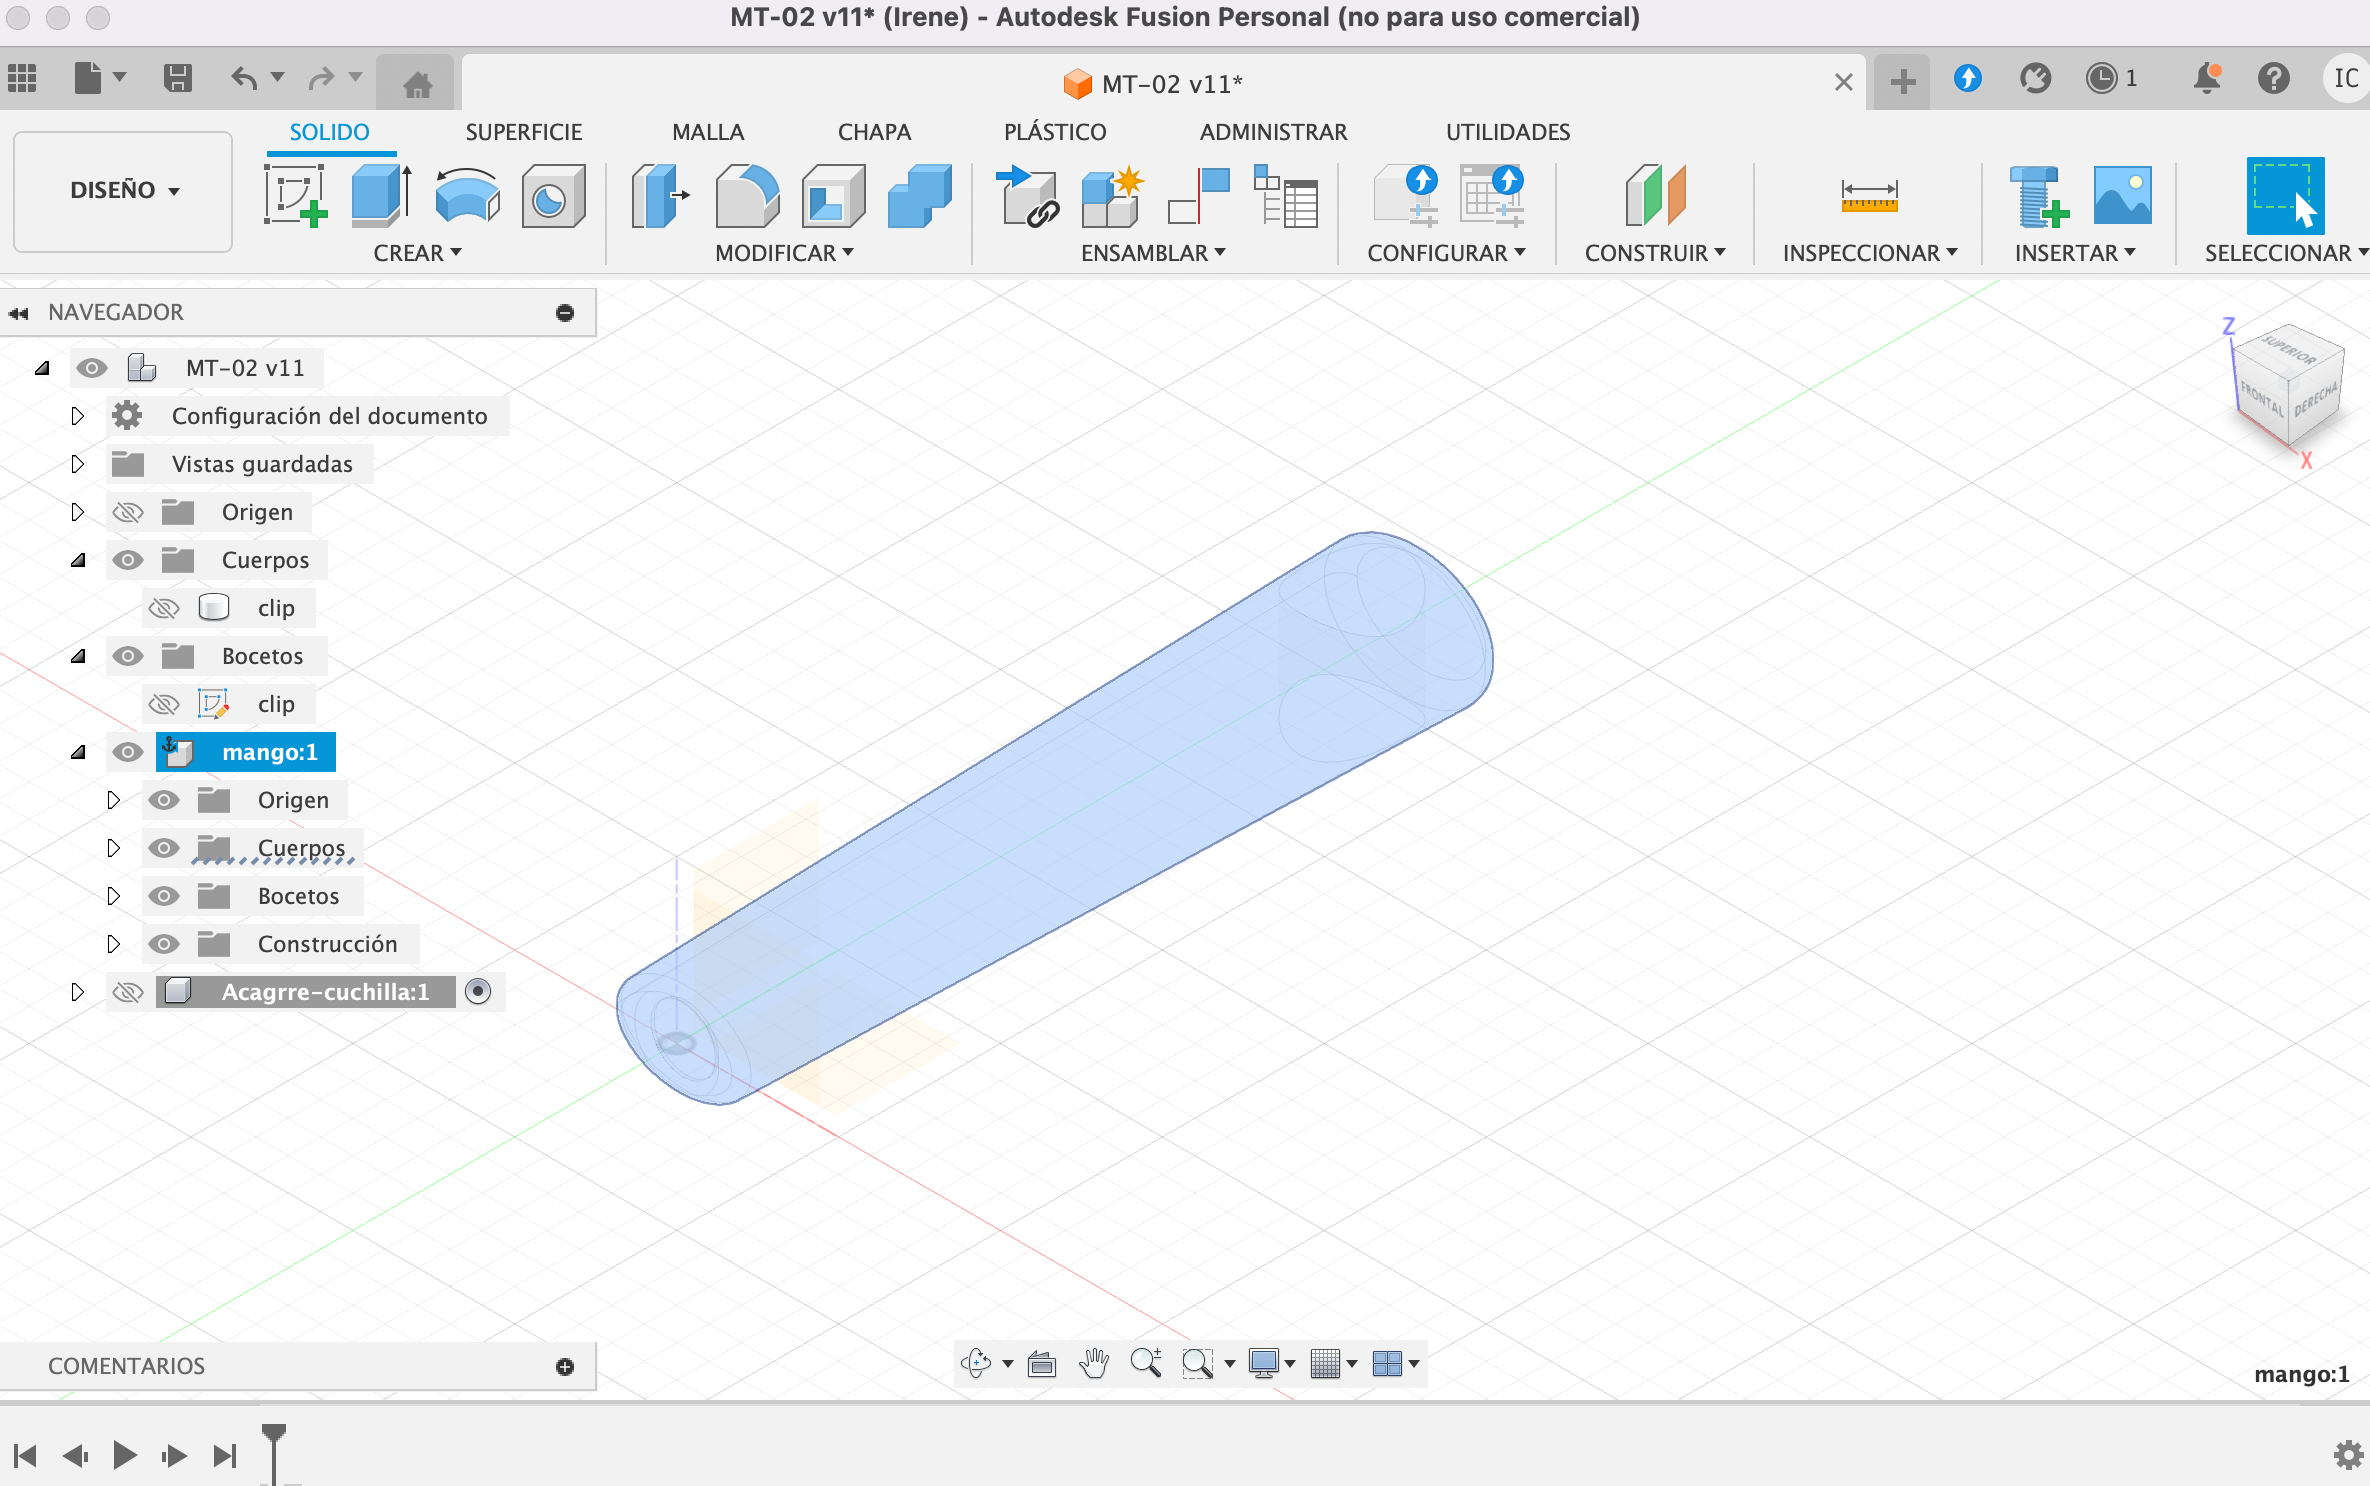 MT-02 v11* (Irene) - Autodesk Fusion Personal (no para uso comercial)
MT-02 v11*
1
IC
DISEÑO
SOLIDO
SUPERFICIE
MALLA
CHAPA
PLÁSTICO
ADMINISTRAR
UTILIDADES
CREAR
MODIFICAR
ENSAMBLAR
CONFIGURAR
CONSTRUIR
INSPECCIONAR
INSERTAR
SELECCIONAR
NAVEGADOR
MT-02 v11
Configuración del documento
Vistas guardadas
Origen
Cuerpos
clip
Bocetos
clip
mango:1
Origen
Cuerpos
Bocetos
Construcción
Acagrre-cuchilla:1
Z
SUPERIOR
FRONTAL
DERECHA
X
COMENTARIOS
mango:1